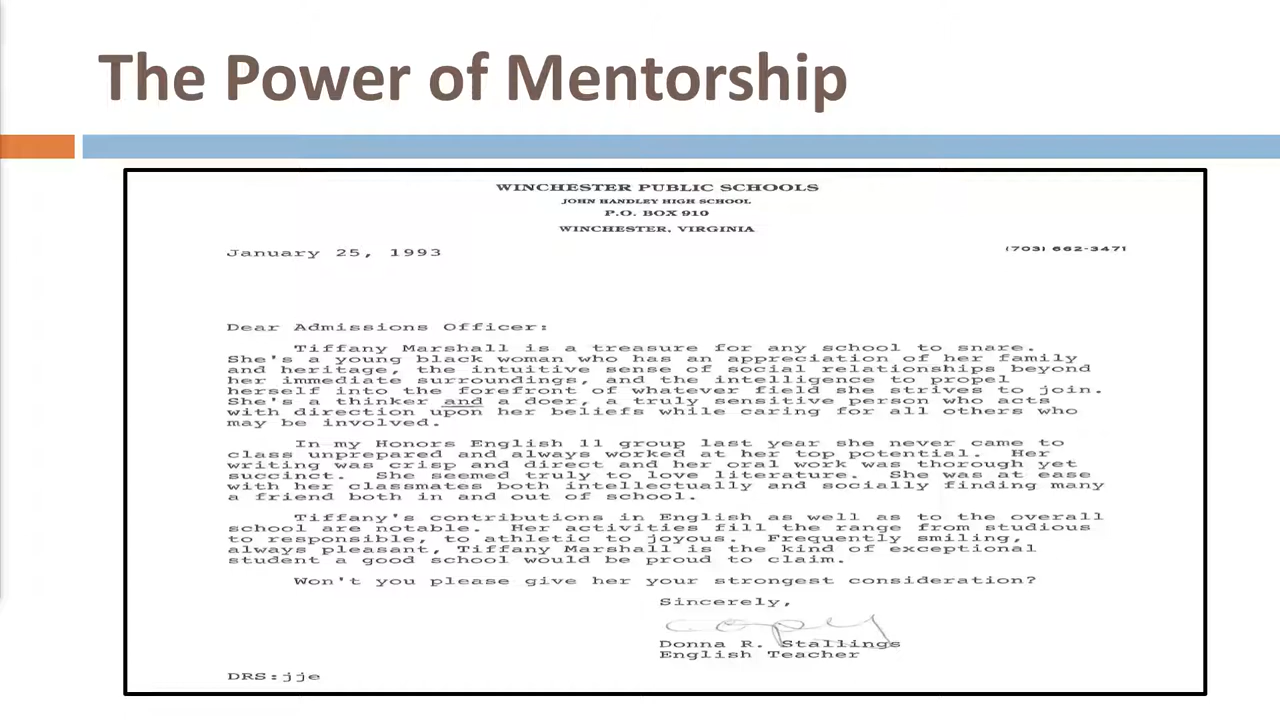 The Power of Mentorship
WINCHESTER PUBLIC SCHOOLS
JOHN HANDLEY HIGH SCHOOL
P.O. BOX 910
WINCHESTER, VIRGINIA
January 25, 1993
(703) 662-3471
Dear Admissions Officer:
Tiffany Marshall is a treasure for any school to snare.
She's a young black woman who has an appreciation of her family
and heritage, the intuitive sense of social relationships beyond
her immediate surroundings, and the intelligence to propel
herself into the forefront of whatever field she strives to join.
She's a thinker and a doer, a truly sensitive person who acts
with direction upon her beliefs while caring for all others who
may be involved.
In my Honors English 11 group last year she never came to
class unprepared and always worked at her top potential. Her
writing was crisp and direct and her oral work was thorough yet
succinct. She seemed truly to love literature. She was at ease
with her classmates both intellectually and socially finding many
a friend both in and out of school.
Tiffany's contributions in English as well as to the overall
school are notable. Her activities fill the range from studious
to responsible, to athletic to joyous. Frequently smiling,
always pleasant, Tiffany Marshall is the kind of exceptional
student a good school would be proud to claim.
Won't you please give her your strongest consideration?
Sincerely,
copy
Donna R. Stallings
English Teacher
DRS:jje